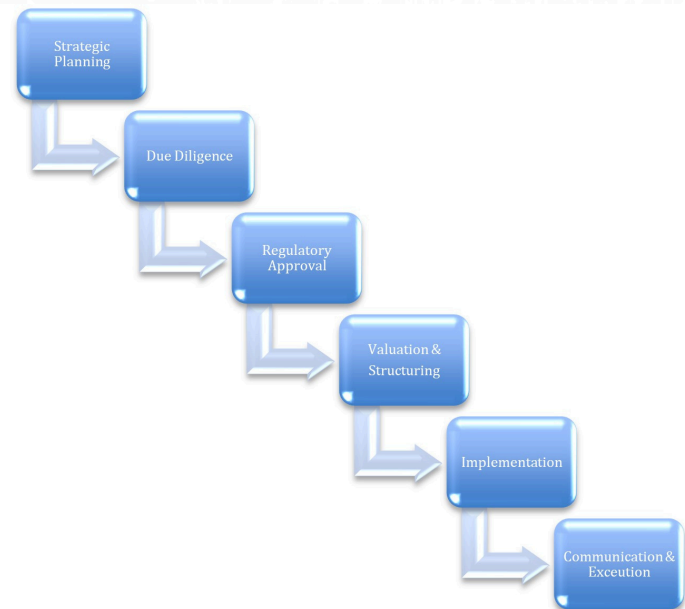 Strategic
Planning
Due Diligence
Regulatory
Approval
Valuation &
Structuring
Implementation
Communication &
Exceution